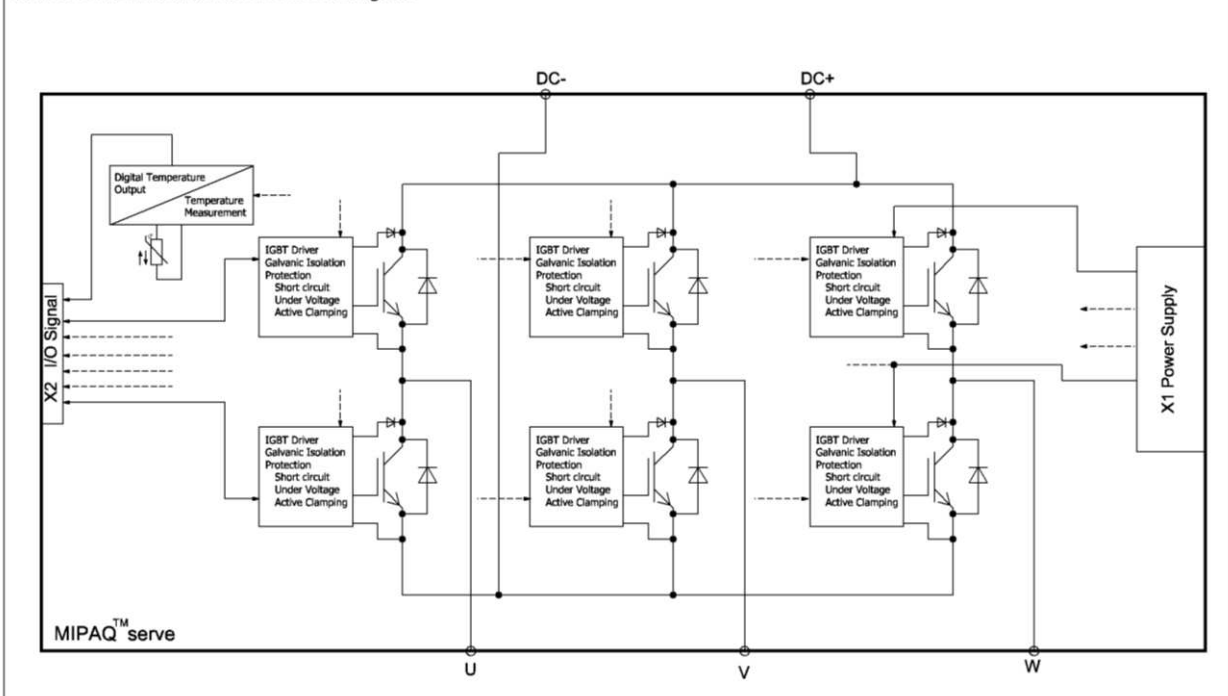 DC-
DC+
Digital Temperature
Output
Temperature
Measurement
IGBT Driver
Galvanic Isolation
Protection
Short circuit
Under Voltage
Active Clamping
IGBT Driver
Galvanic Isolation
Protection
Short circuit
Under Voltage
Active Clamping
IGBT Driver
Galvanic Isolation
Protection
Short circuit
Under Voltage
Active Clamping
X2 I/O Signal
X1 Power Supply
IGBT Driver
Galvanic Isolation
Protection
Short circuit
Under Voltage
Active Clamping
IGBT Driver
Galvanic Isolation
Protection
Short circuit
Under Voltage
Active Clamping
IGBT Driver
Galvanic Isolation
Protection
Short circuit
Under Voltage
Active Clamping
MIPAQ™serve
U
V
W